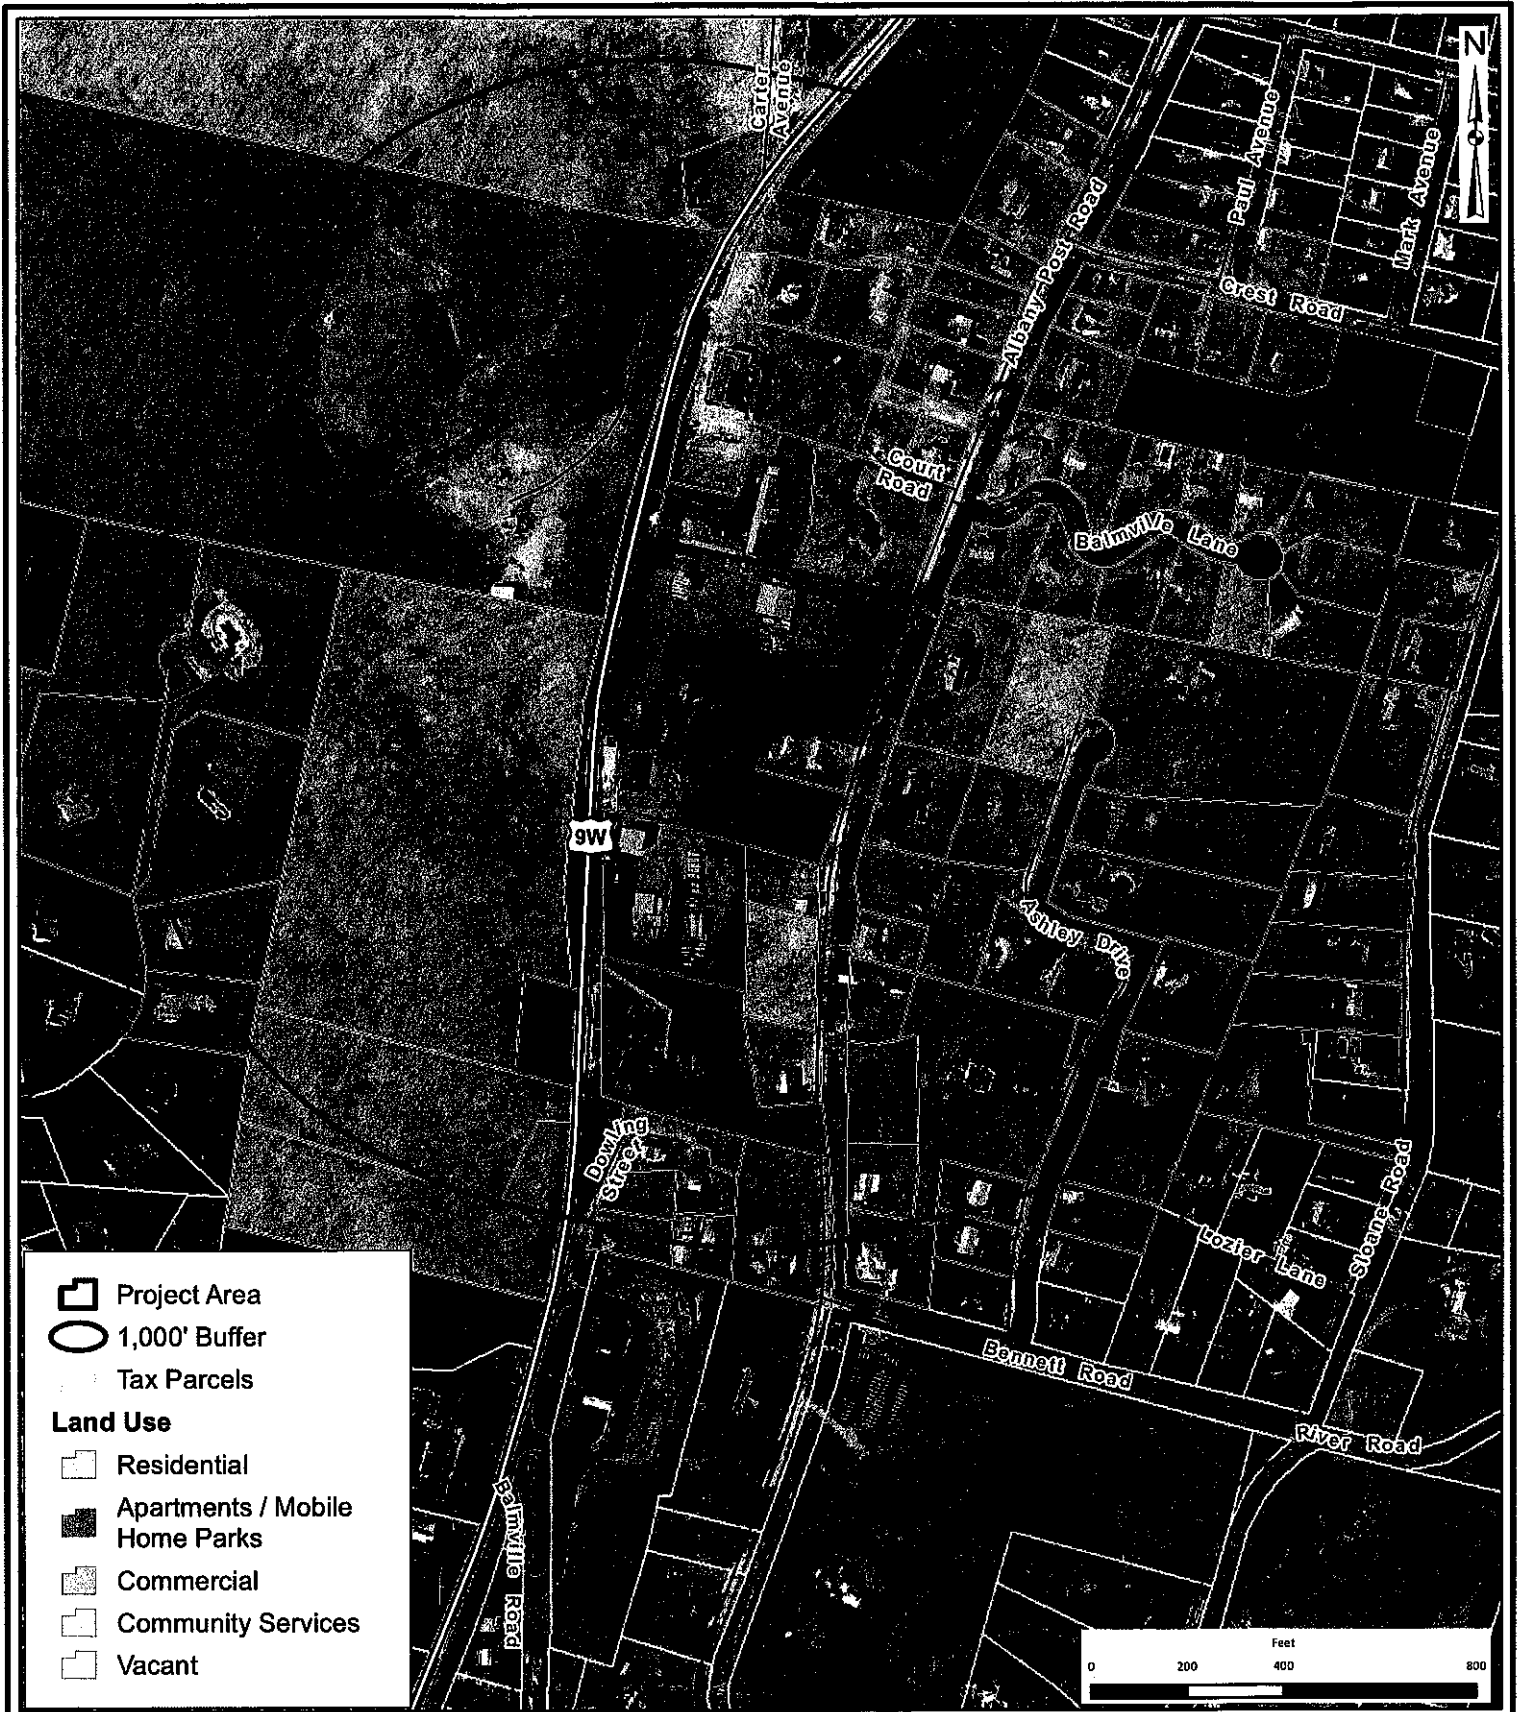 N
Carter
Avenue
Paul Avenue
Mark Avenue
Albany Post Road
Crest Road
Court
Road
Balmville Lane
9W
Ashley Drive
Dowling
Street
Sloane Road
Lozier Lane
Bennett Road
River Road
Balmville Road
Project Area
1,000' Buffer
Tax Parcels
Land Use
Residential
Apartments / Mobile
Home Parks
Commercial
Community Services
Vacant
Feet
0 200 400 800